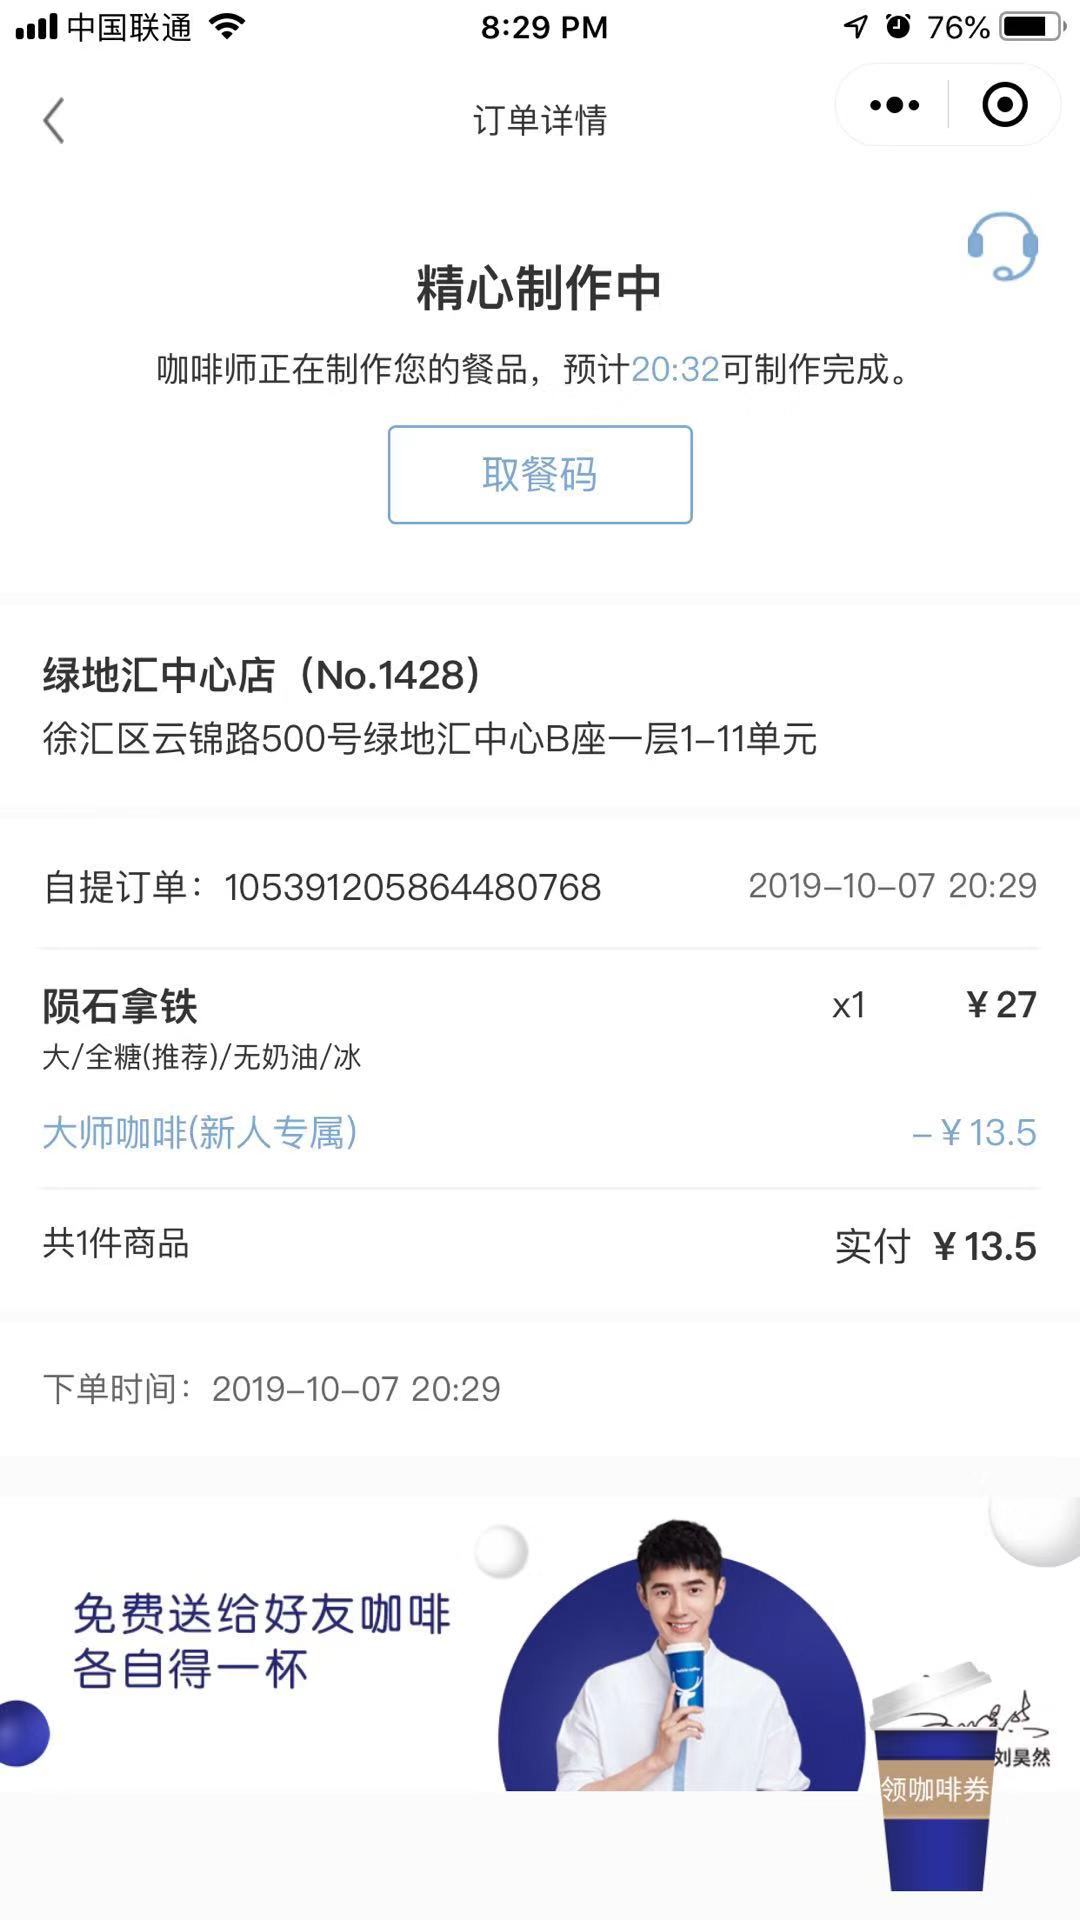 中国联通 8:29 PM 76%
订单详情
精心制作中
咖啡师正在制作您的餐品，预计20:32可制作完成。
取餐码
绿地汇中心店（No.1428）
徐汇区云锦路500号绿地汇中心B座一层1-11单元
自提订单：105391205864480768 2019-10-07 20:29
陨石拿铁 x1 ¥27
大/全糖(推荐)/无奶油/冰
大师咖啡(新人专属) -¥13.5
共1件商品 实付 ¥13.5
下单时间：2019-10-07 20:29
免费送给好友咖啡
各自得一杯
刘昊然
领咖啡券